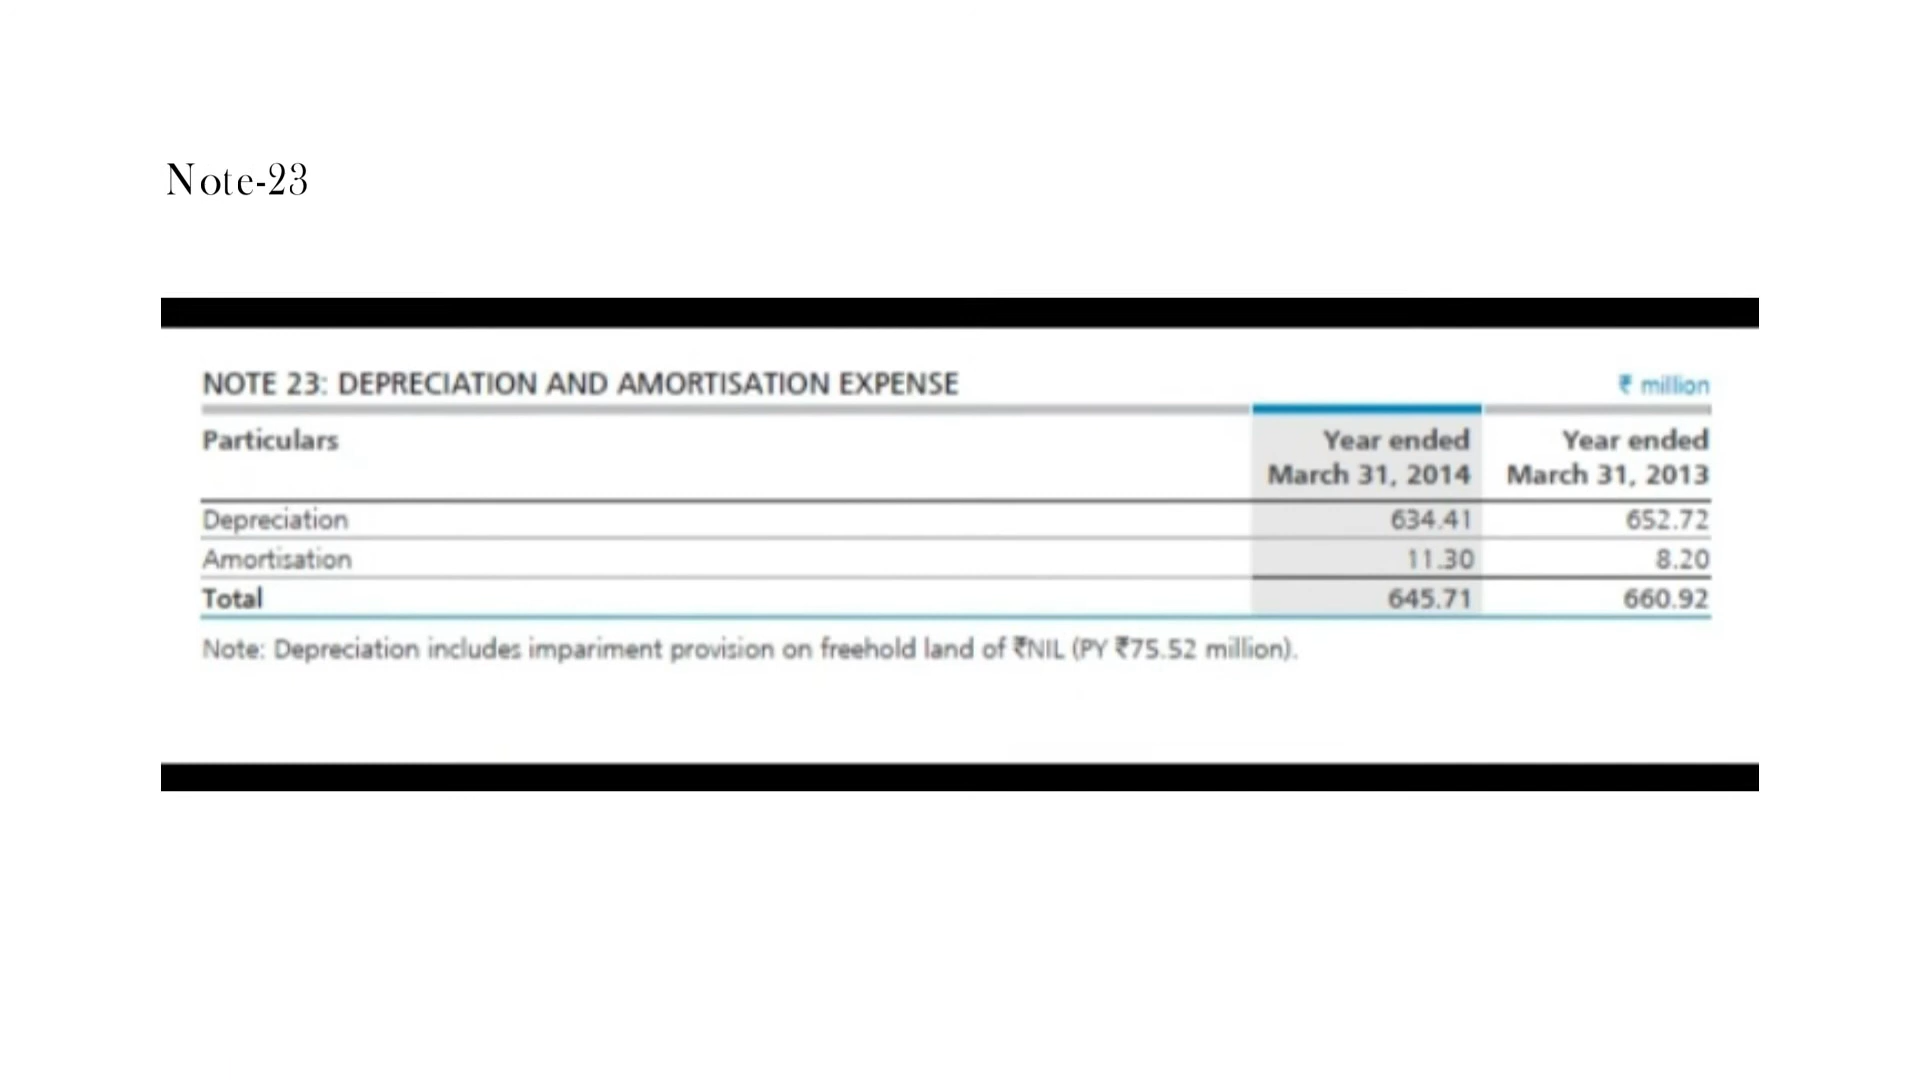 Note-23
NOTE 23: DEPRECIATION AND AMORTISATION EXPENSE ₹ million
Particulars Year ended March 31, 2014 Year ended March 31, 2013
Depreciation 634.41 652.72
Amortisation 11.30 8.20
Total 645.71 660.92
Note: Depreciation includes impariment provision on freehold land of ₹NIL (PY ₹75.52 million).